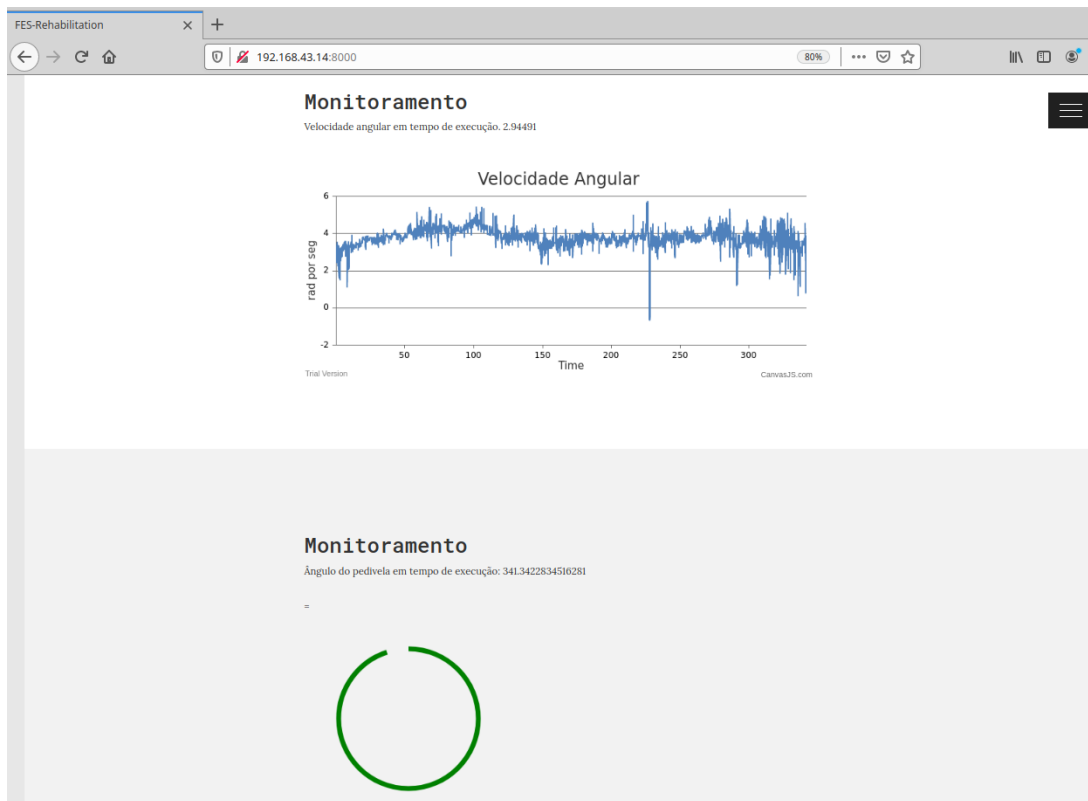 FES-Rehabilitation
192.168.43.14:8000
80%
Monitoramento
Velocidade angular em tempo de execução. 2.94491
Velocidade Angular
6
4
2
0
-2
rad por seg
50 100 150 200 250 300
Time
Trial Version
CanvasJS.com
Monitoramento
Ângulo do pedivela em tempo de execução: 341.3422834516281
=